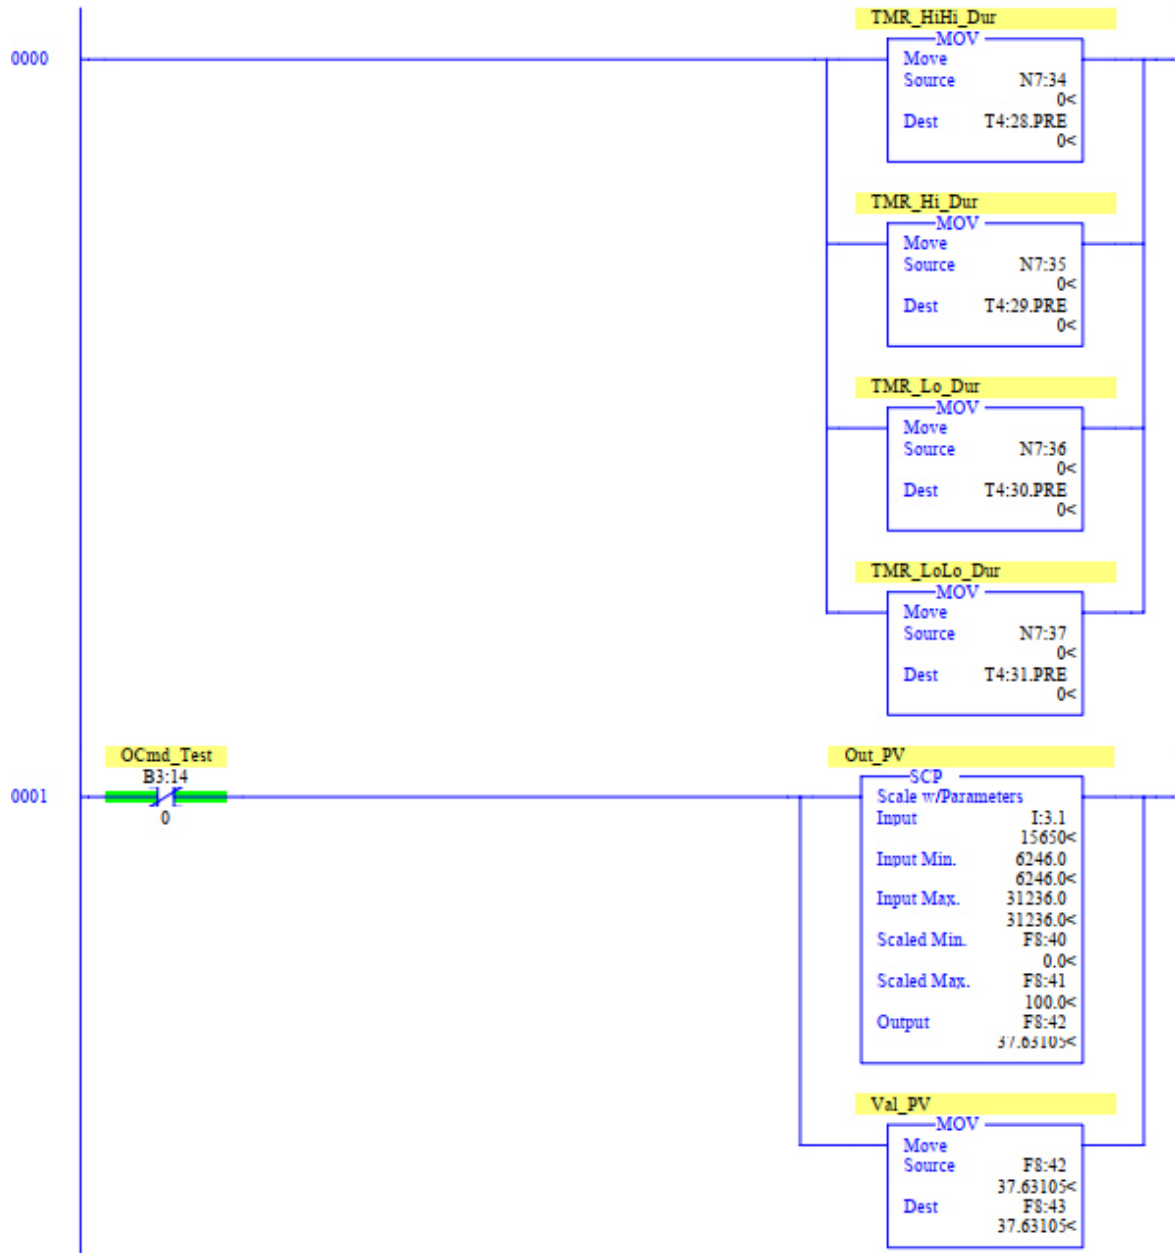 TMR_HiHi_Dur
MOV
0000
Move
Source N7:34
0<
Dest T4:28.PRE
0<
TMR_Hi_Dur
MOV
Move
Source N7:35
0<
Dest T4:29.PRE
0<
TMR_Lo_Dur
MOV
Move
Source N7:36
0<
Dest T4:30.PRE
0<
TMR_LoLo_Dur
MOV
Move
Source N7:37
0<
Dest T4:31.PRE
0<
OCmd_Test
B3:14
0001
0
Out_PV
SCP
Scale w/Parameters
Input I:3.1
15650<
Input Min. 6246.0
6246.0<
Input Max. 31236.0
31236.0<
Scaled Min. F8:40
0.0<
Scaled Max. F8:41
100.0<
Output F8:42
37.63105<
Val_PV
MOV
Move
Source F8:42
37.63105<
Dest F8:43
37.63105<